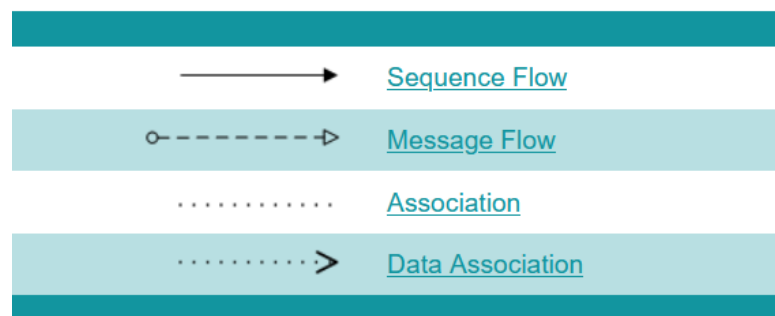 Sequence Flow
Message Flow
Association
Data Association